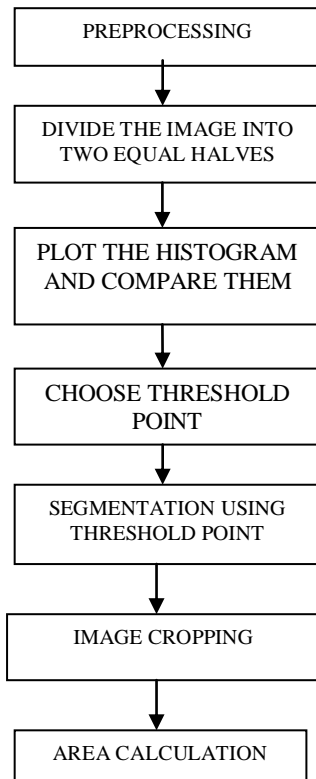 PREPROCESSING
DIVIDE THE IMAGE INTO
TWO EQUAL HALVES
PLOT THE HISTOGRAM
AND COMPARE THEM
CHOOSE THRESHOLD
POINT
SEGMENTATION USING
THRESHOLD POINT
IMAGE CROPPING
AREA CALCULATION